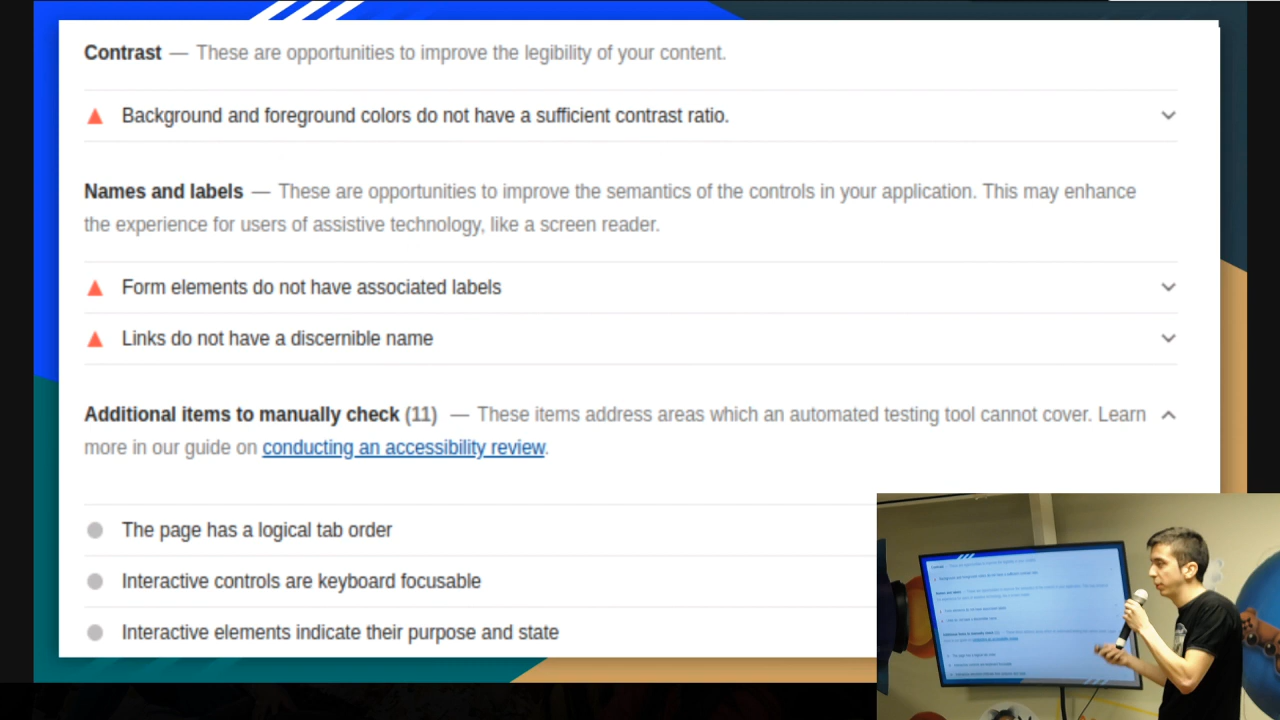 Contrast — These are opportunities to improve the legibility of your content.
Background and foreground colors do not have a sufficient contrast ratio.
Names and labels — These are opportunities to improve the semantics of the controls in your application. This may enhance
the experience for users of assistive technology, like a screen reader.
Form elements do not have associated labels
Links do not have a discernible name
Additional items to manually check (11) — These items address areas which an automated testing tool cannot cover. Learn
more in our guide on conducting an accessibility review.
The page has a logical tab order
Interactive controls are keyboard focusable
Interactive elements indicate their purpose and state